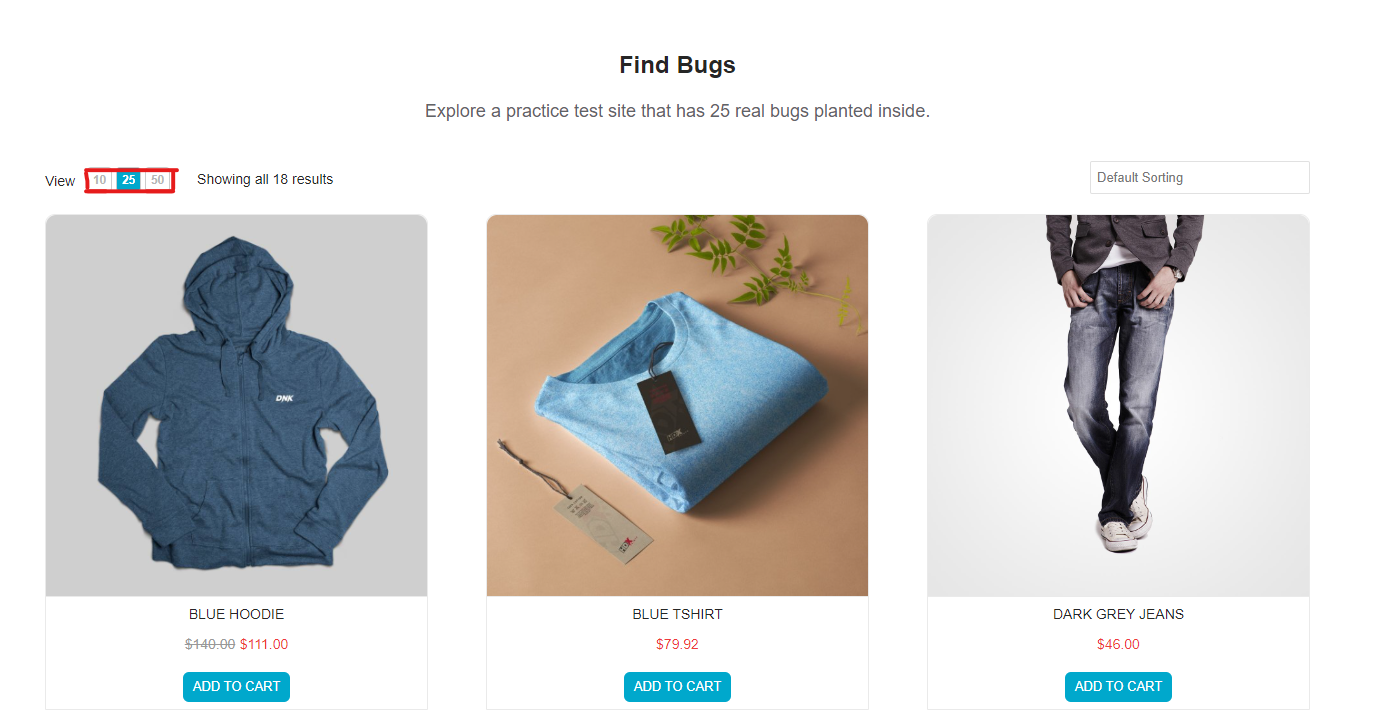 Find Bugs
Explore a practice test site that has 25 real bugs planted inside.
View 10 25 50 Showing all 18 results
Default Sorting
DNK
BLUE HOODIE
$140.00 $111.00
ADD TO CART
BLUE TSHIRT
$79.92
ADD TO CART
DARK GREY JEANS
$46.00
ADD TO CART